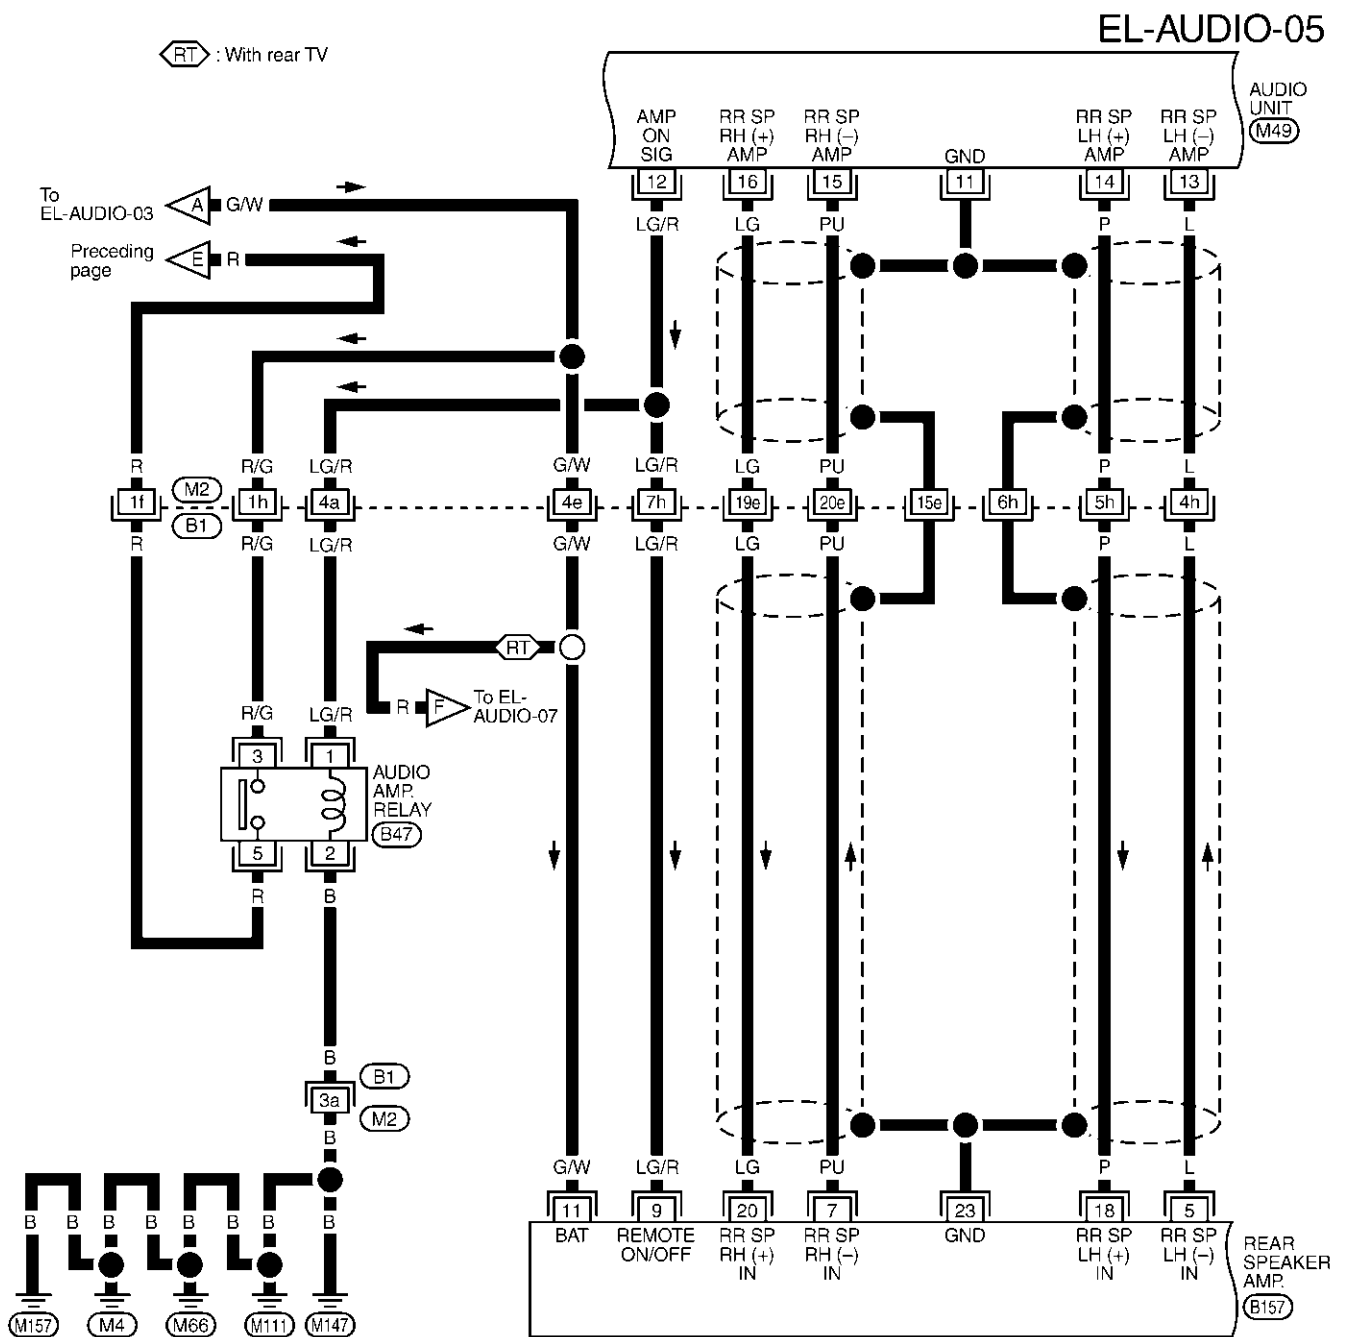 EL-AUDIO-05
RT : With rear TV
AUDIO
UNIT
M49
AMP
ON
SIG
RR SP
RH (+)
AMP
RR SP
RH (–)
AMP
GND
RR SP
LH (+)
AMP
RR SP
LH (–)
AMP
12 16 15 11 14 13
LG/R LG PU P L
To
EL-AUDIO-03
A G/W
Preceding
page
E R
R R/G LG/R G/W LG/R LG PU P L
M2
1f 1h 4a 4e 7h 19e 20e 15e 6h 5h 4h
B1
R R/G LG/R G/W LG/R LG PU P L
RT
R F
To EL-
AUDIO-07
R/G LG/R
3 1
AUDIO
AMP.
RELAY
B47
5 2
R B
B
B1
3a
M2
B
G/W LG/R LG PU P L
B B B B B B B B
11 9 20 7 23 18 5
BAT
REMOTE
ON/OFF
RR SP
RH (+)
IN
RR SP
RH (–)
IN
GND
RR SP
LH (+)
IN
RR SP
LH (–)
IN
REAR
SPEAKER
AMP.
B157
M157 M4 M66 M111 M147